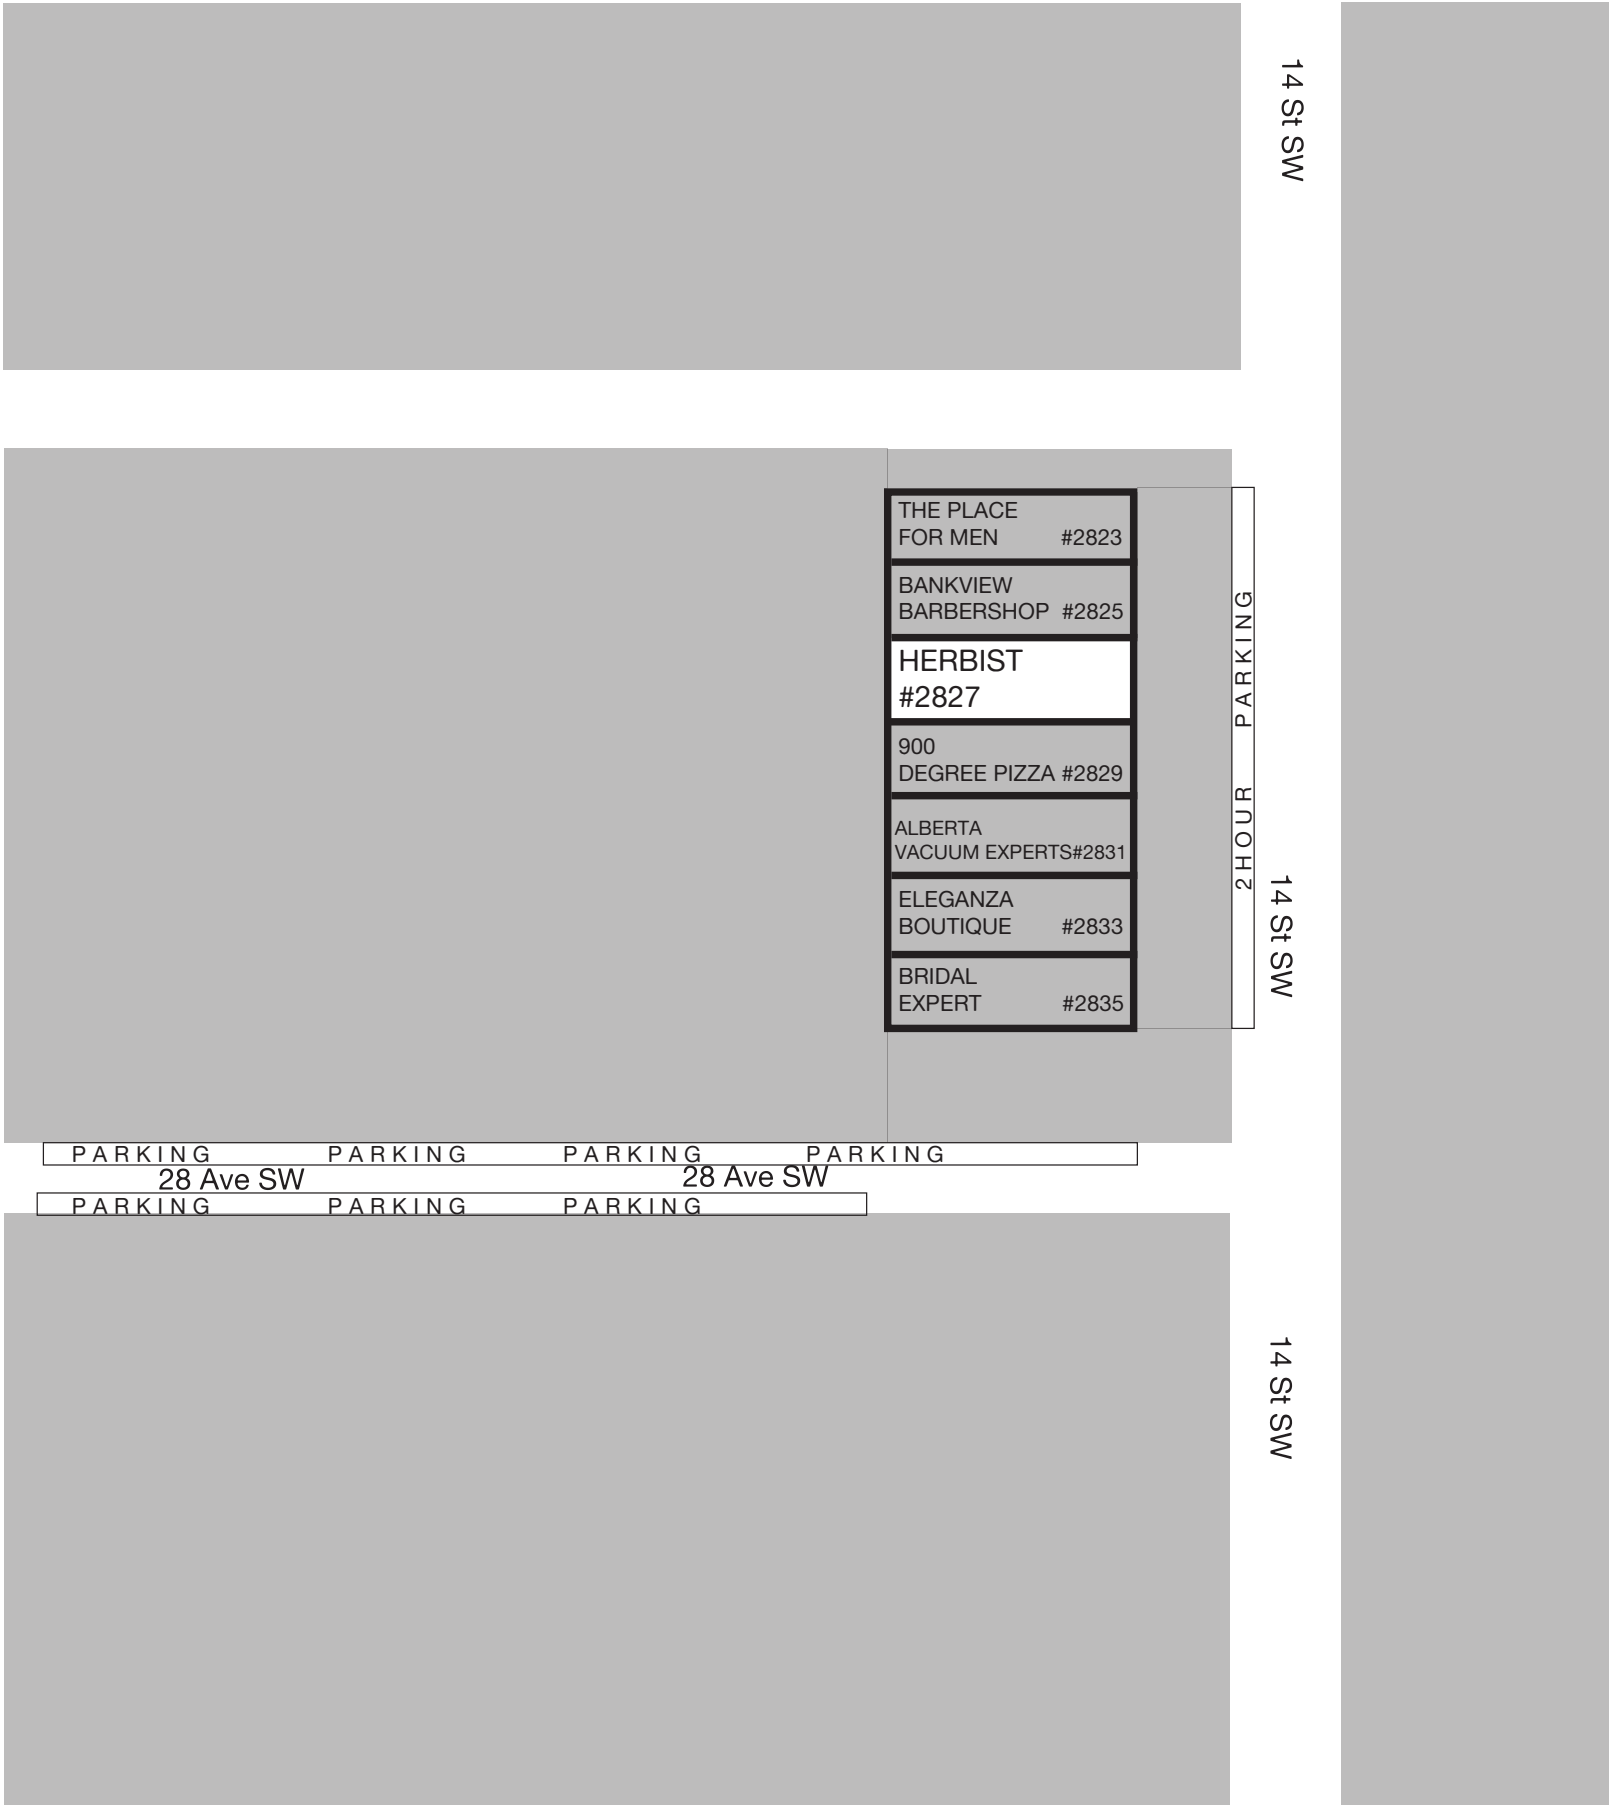 14 St SW
THE PLACE
FOR MEN #2823
BANKVIEW
BARBERSHOP #2825
HERBIST
#2827
900
DEGREE PIZZA #2829
ALBERTA
VACUUM EXPERTS#2831
ELEGANZA
BOUTIQUE #2833
BRIDAL
EXPERT #2835
2 HOUR PARKING
14 St SW
PARKING PARKING PARKING PARKING
28 Ave SW 28 Ave SW
PARKING PARKING PARKING
14 St SW